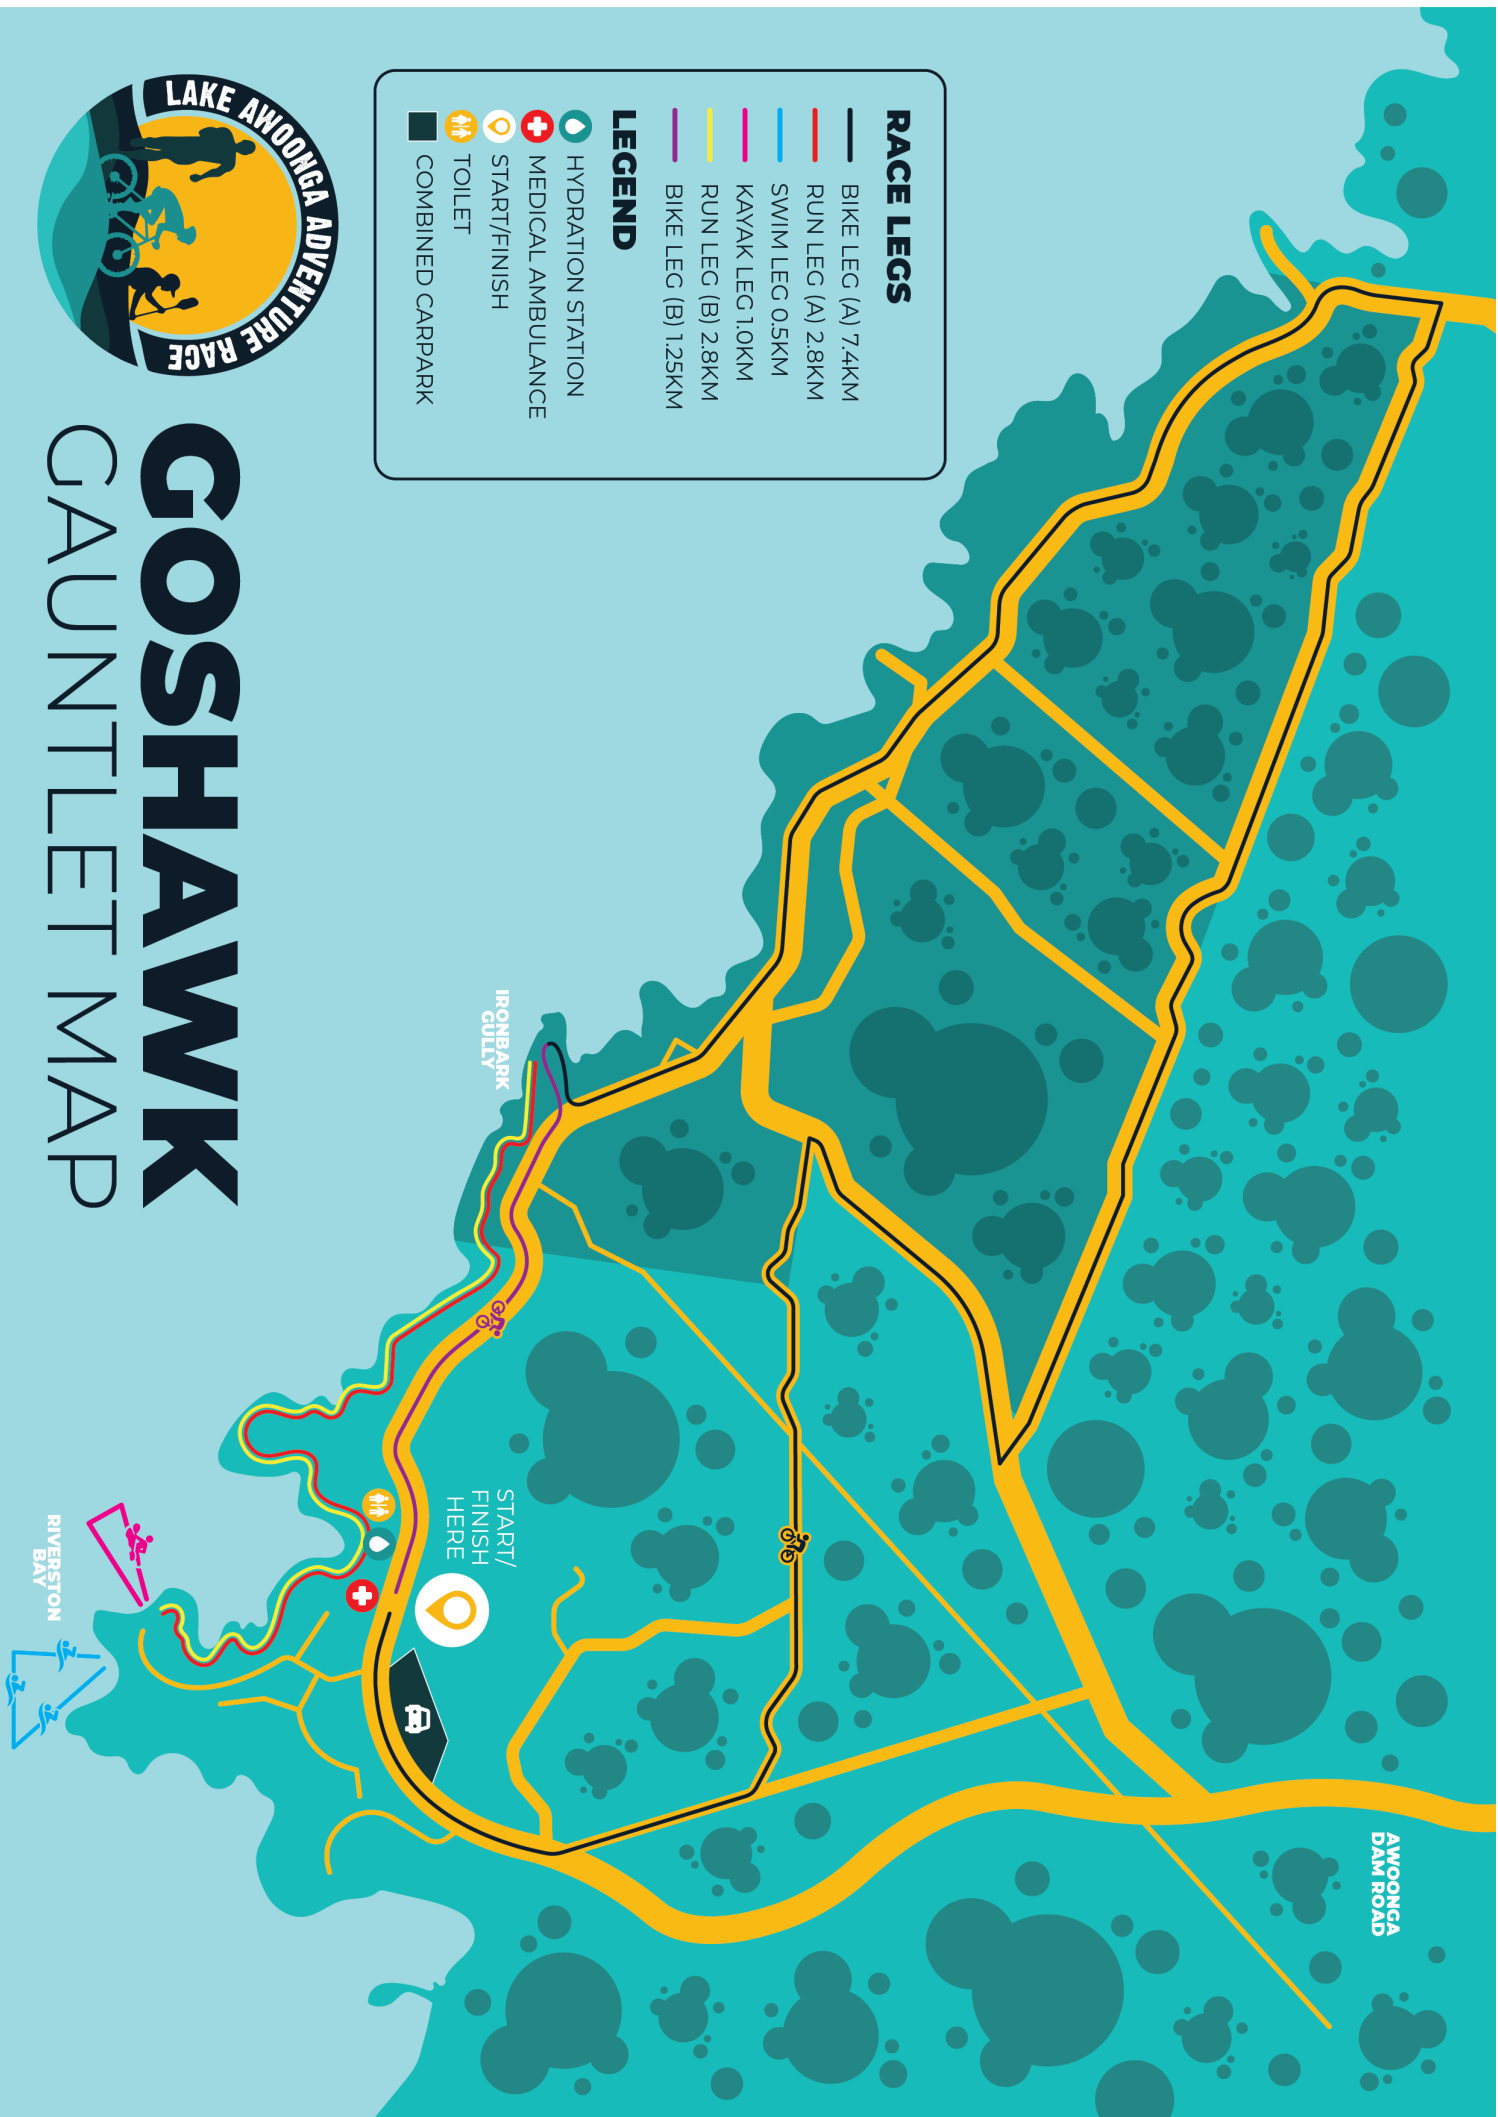 LAKE AWOONGA ADVENTURE RACE
GOSHAWK
GAUNTLET MAP
RACE LEGS
BIKE LEG (A) 7.4KM
RUN LEG (A) 2.8KM
SWIM LEG 0.5KM
KAYAK LEG 1.0KM
RUN LEG (B) 2.8KM
BIKE LEG (B) 1.25KM
LEGEND
HYDRATION STATION
MEDICAL AMBULANCE
START/FINISH
TOILET
COMBINED CARPARK
IRONBARK
GULLY
START/
FINISH
HERE
RIVERSTON
BAY
AWOONGA
DAM ROAD